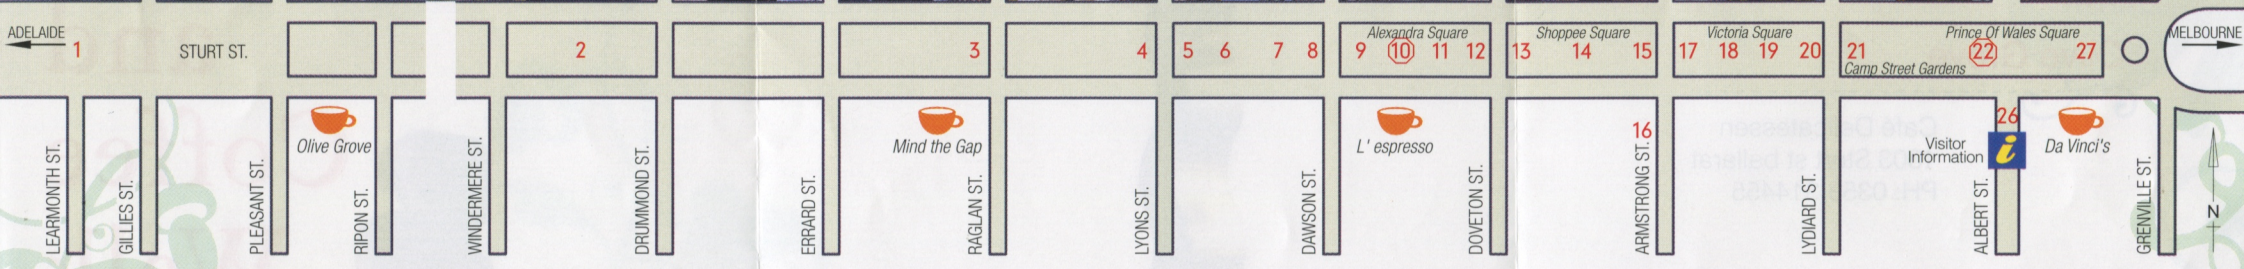 ADELAIDE
1
STURT ST.
2
3
4
5
6
7
8
Alexandra Square
9
10
11
12
Shoppee Square
13
14
15
Victoria Square
17
18
19
20
Prince Of Wales Square
21
22
27
Camp Street Gardens
MELBOURNE
Olive Grove
Mind the Gap
L' espresso
16
26
Visitor
Information
i
Da Vinci's
LEARMONTH ST.
GILLIES ST.
PLEASANT ST.
RIPON ST.
WINDERMERE ST.
DRUMMOND ST.
ERRARD ST.
RAGLAN ST.
LYONS ST.
DAWSON ST.
DOVETON ST.
ARMSTRONG ST.
LYDIARD ST.
ALBERT ST.
GRENVILLE ST.
N